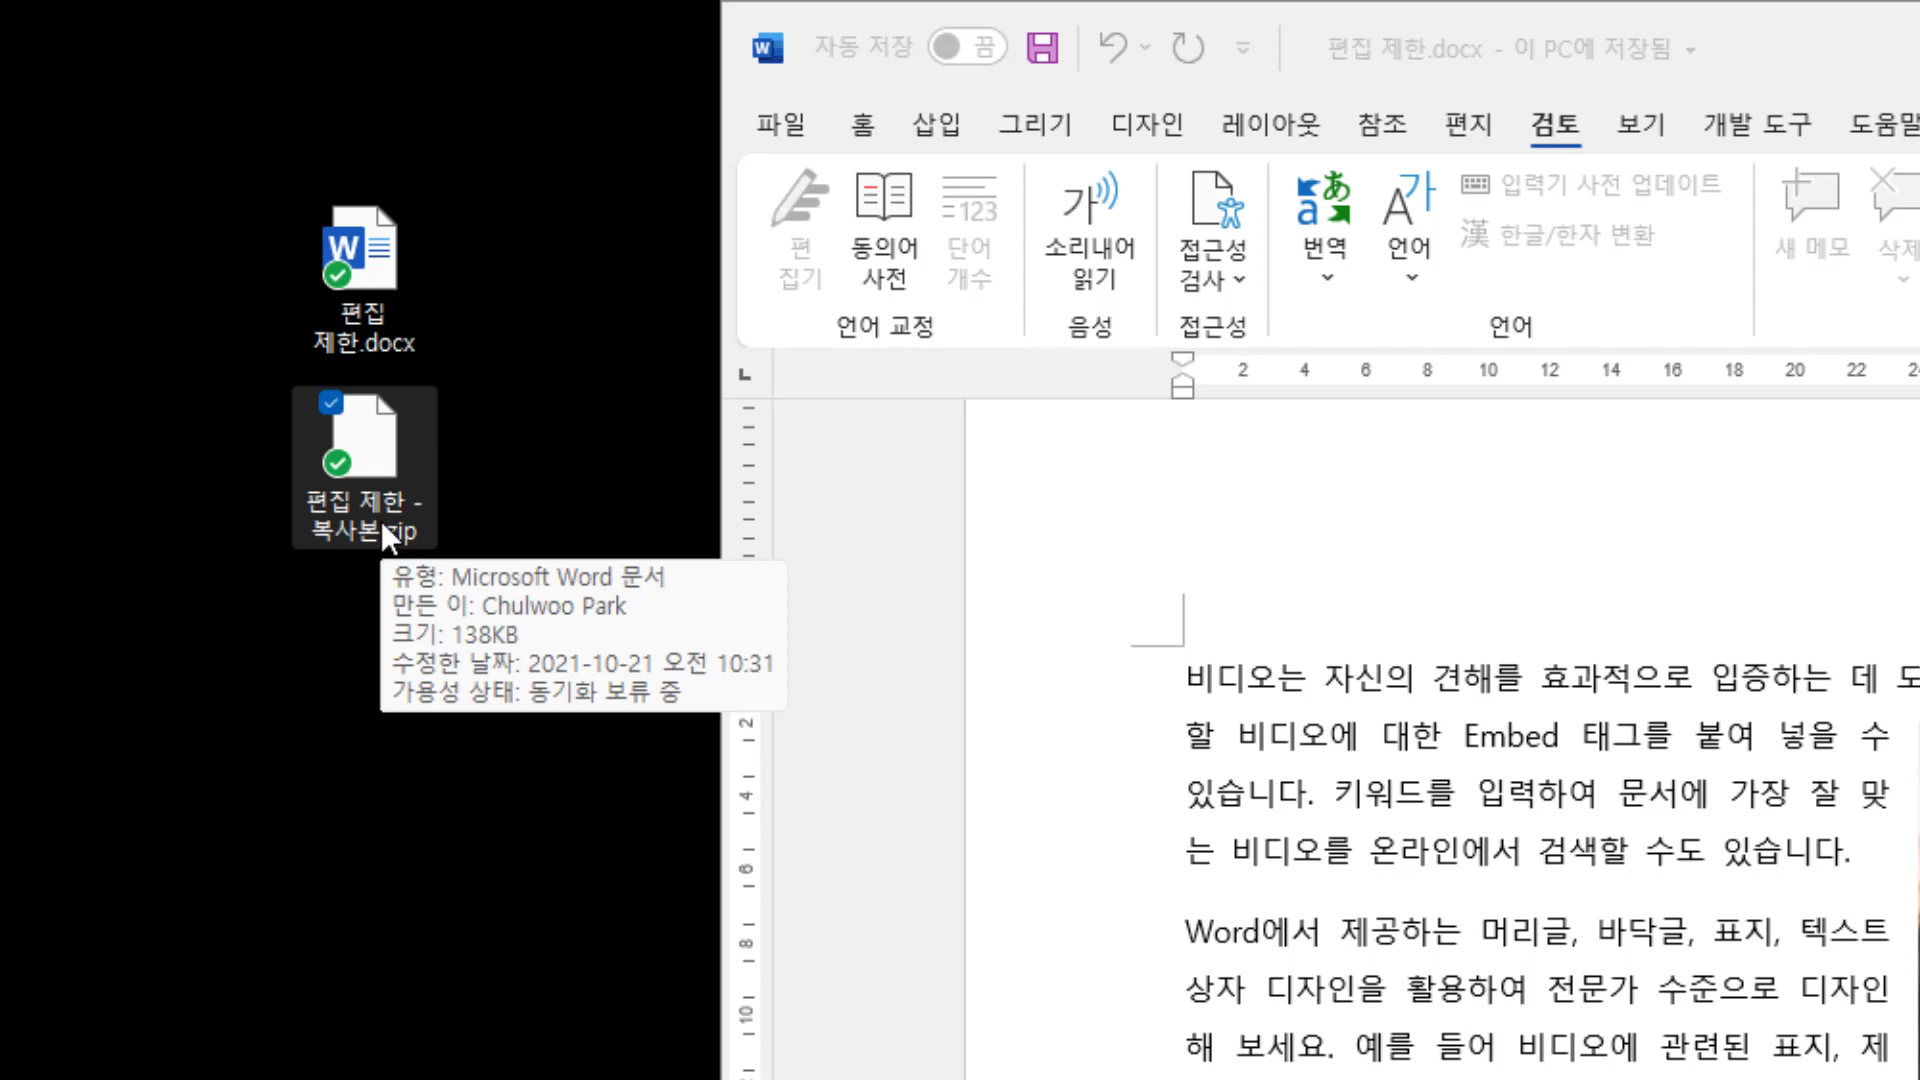 편집
제한.docx
편집 제한 -
복사본.zip
유형: Microsoft Word 문서
만든 이: Chulwoo Park
크기: 138KB
수정한 날짜: 2021-10-21 오전 10:31
가용성 상태: 동기화 보류 중
W 자동 저장 끔 편집 제한.docx - 이 PC에 저장됨
파일 홈 삽입 그리기 디자인 레이아웃 참조 편지 검토 보기 개발 도구 도움말
편
집기
동의어
사전
123
단어
개수
언어 교정
가
소리내어
읽기
음성
접근성
검사
접근성
a あ
번역
A 가
언어
입력기 사전 업데이트
漢 한글/한자 변환
언어
새 메모
삭제
2 4 6 8 10 12 14 16 18 20 22
2
4
6
8
10
비디오는 자신의 견해를 효과적으로 입증하는 데
할 비디오에 대한 Embed 태그를 붙여 넣을 수
있습니다. 키워드를 입력하여 문서에 가장 잘 맞
는 비디오를 온라인에서 검색할 수도 있습니다.
Word에서 제공하는 머리글, 바닥글, 표지, 텍스트
상자 디자인을 활용하여 전문가 수준으로 디자인
해 보세요. 예를 들어 비디오에 관련된 표지, 제